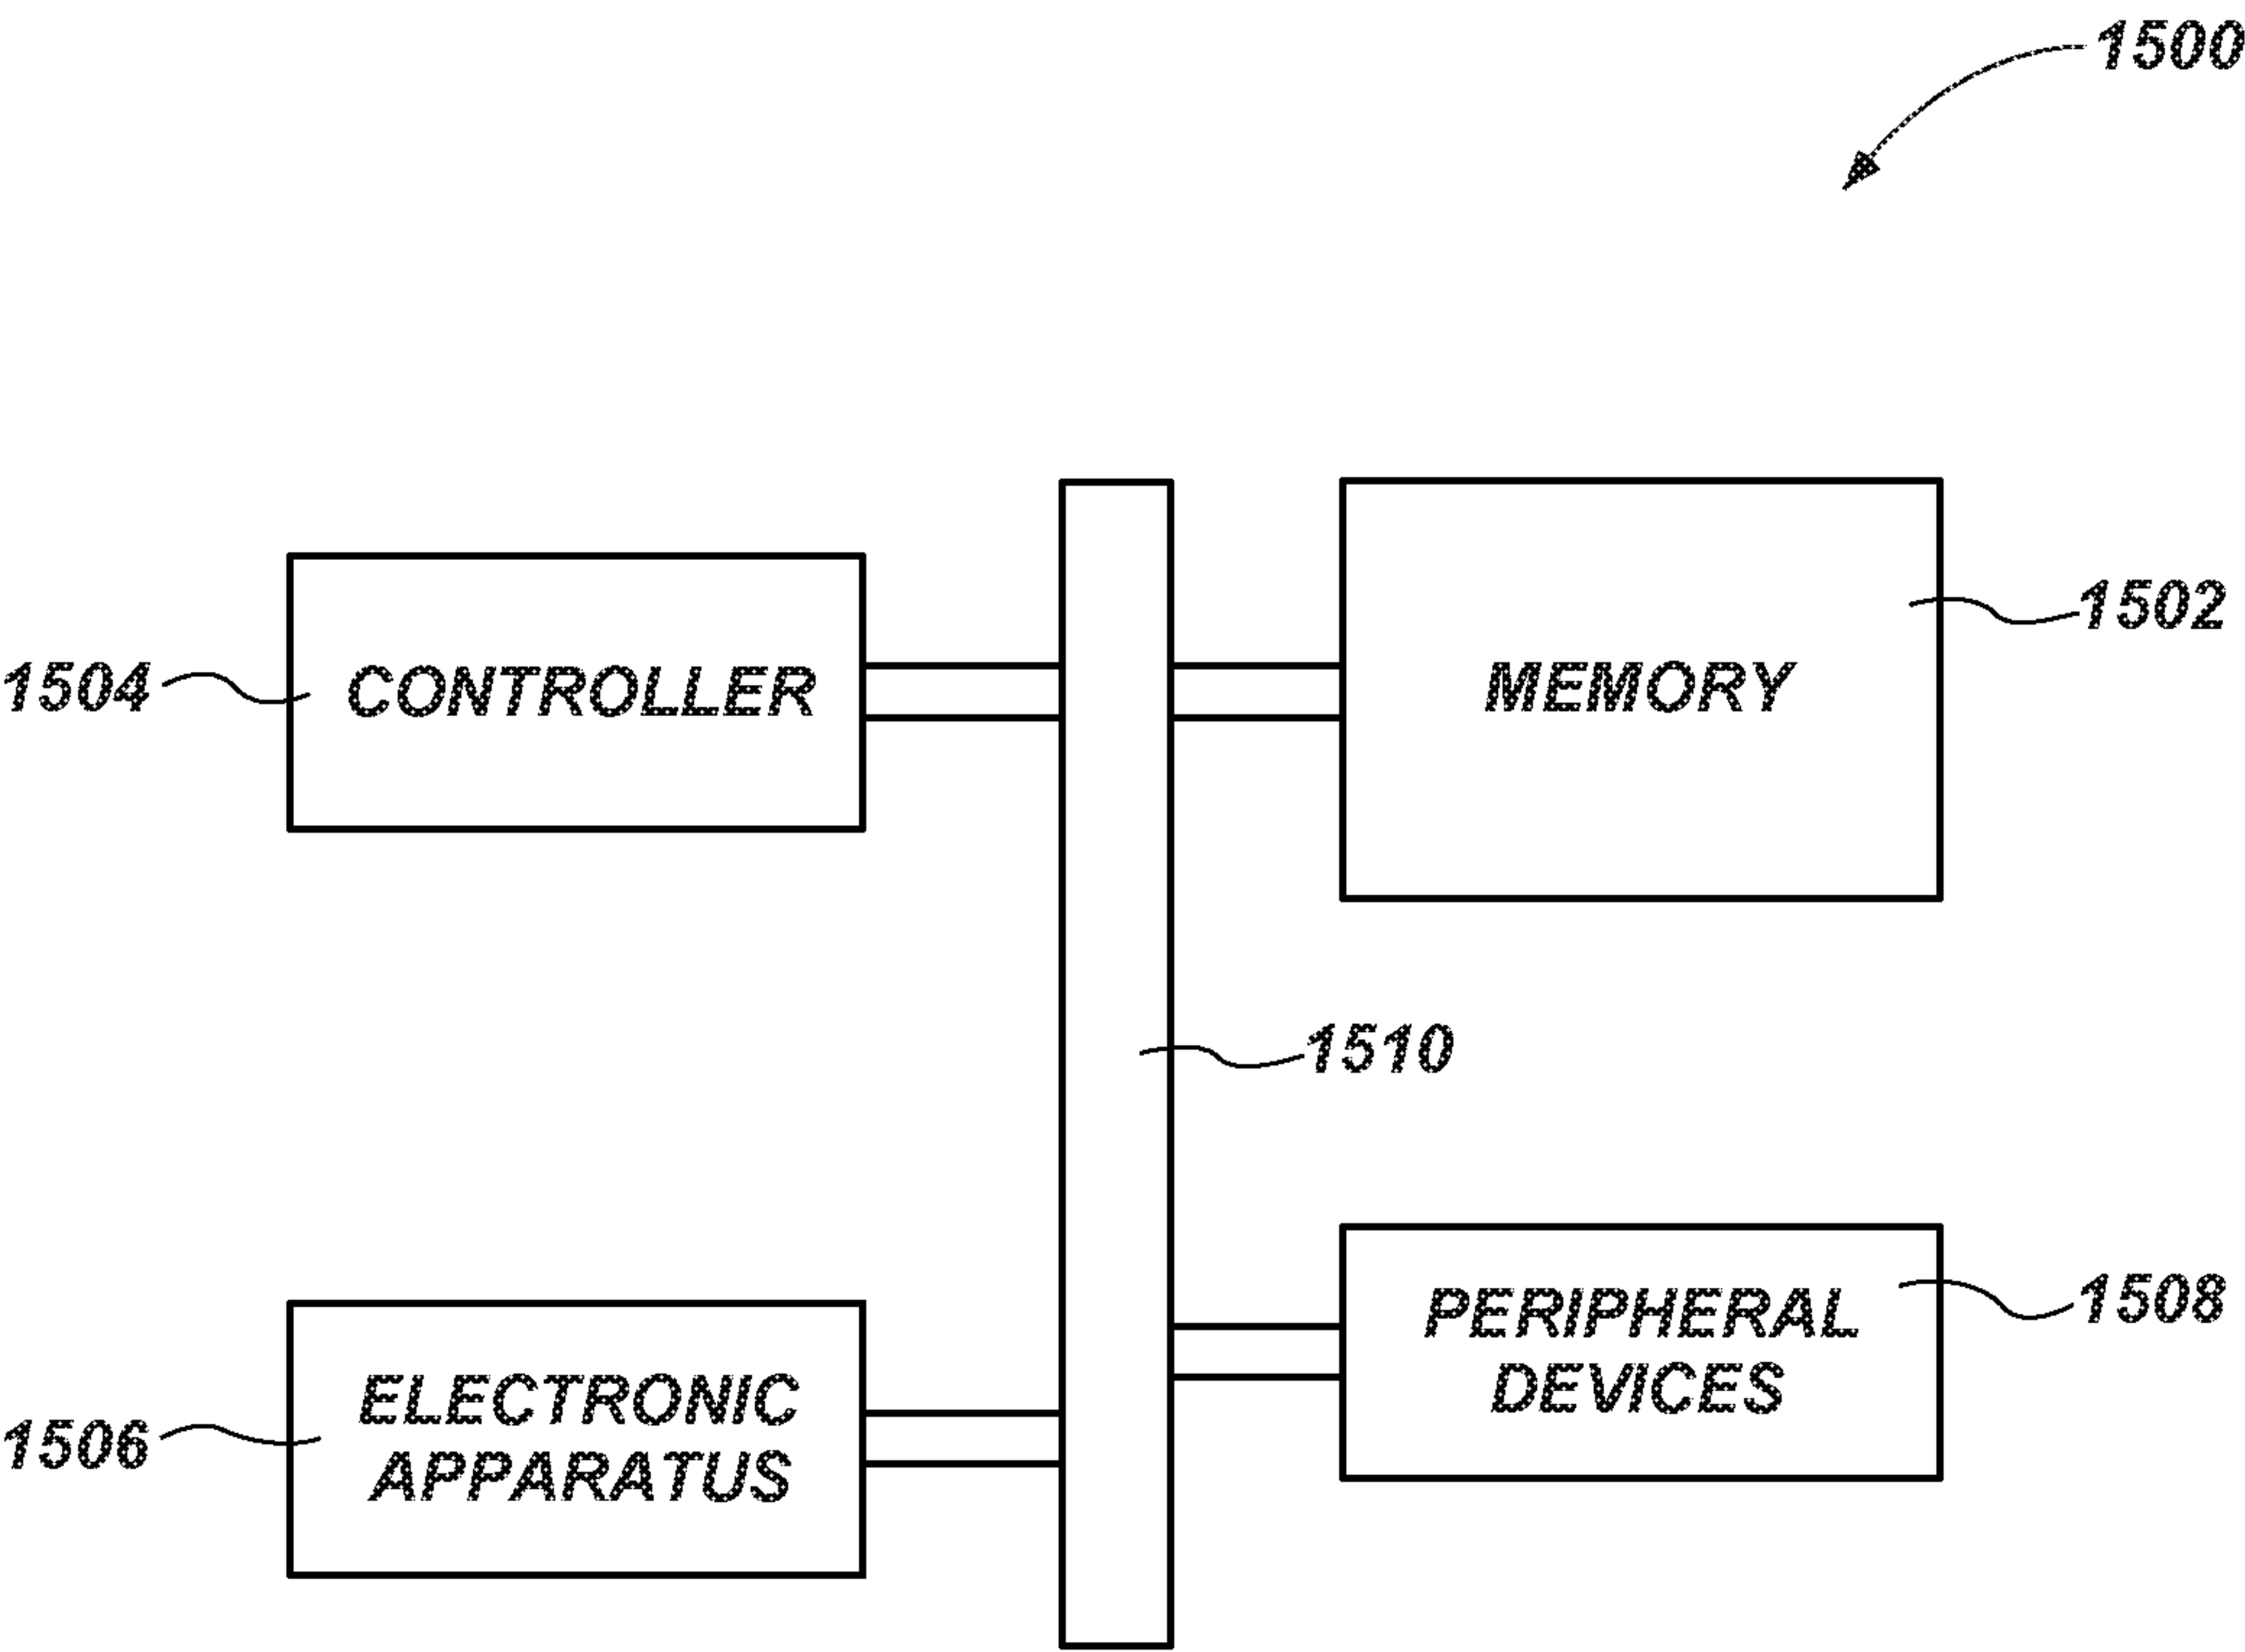 1500
1502
1504
CONTROLLER
MEMORY
1510
PERIPHERAL
DEVICES
1508
ELECTRONIC
APPARATUS
1506